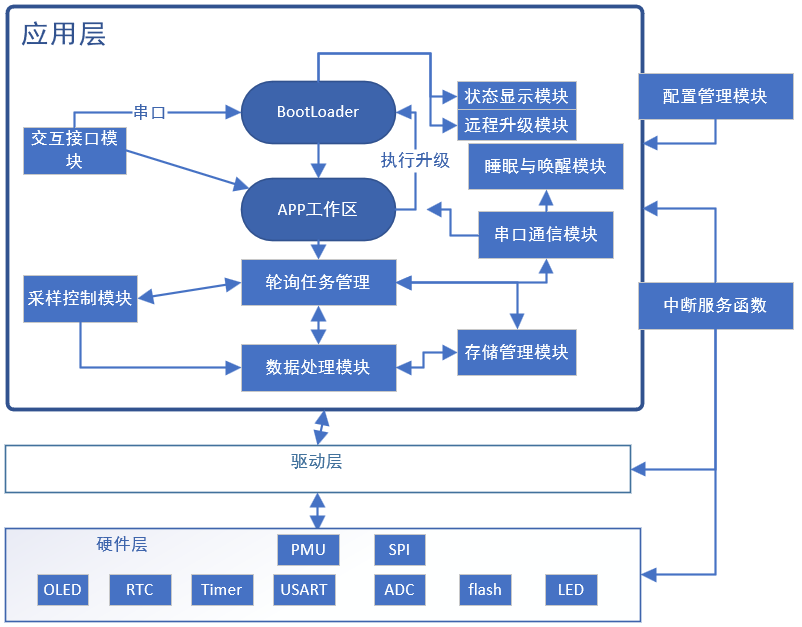 应用层
串口
BootLoader
状态显示模块
远程升级模块
配置管理模块
交互接口模
块
执行升级
睡眠与唤醒模块
APP工作区
串口通信模块
采样控制模块
轮询任务管理
中断服务函数
数据处理模块
存储管理模块
驱动层
硬件层
PMU
SPI
OLED
RTC
Timer
USART
ADC
flash
LED